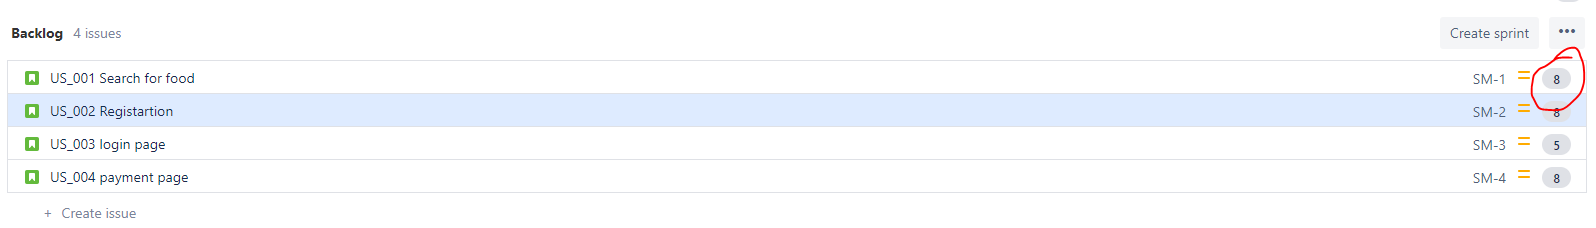 Backlog 4 issues Create sprint •••
US_001 Search for food SM-1 8
US_002 Registartion SM-2 8
US_003 login page SM-3 5
US_004 payment page SM-4 8
+ Create issue